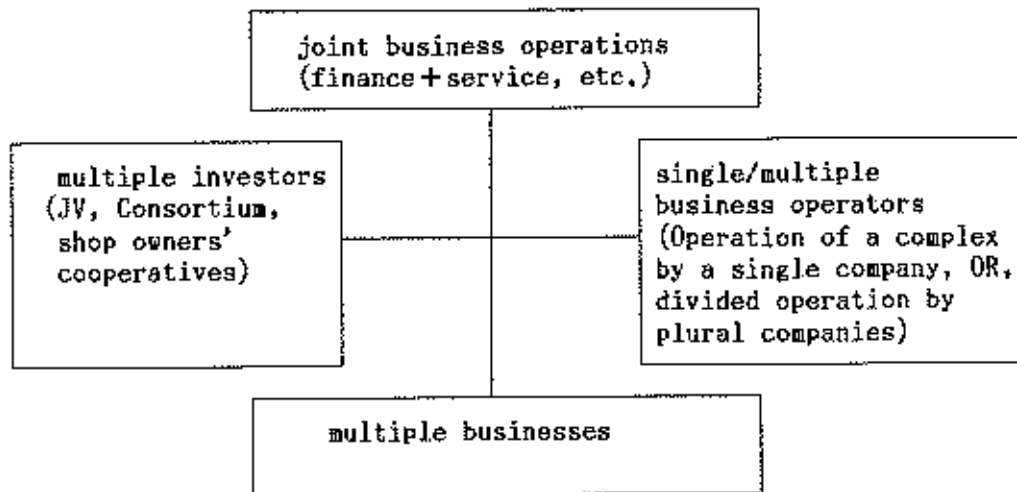 joint business operations
(finance+service, etc.)
multiple investors
(JV, Consortium,
shop owners'
cooperatives)
single/multiple
business operators
(Operation of a complex
by a single company, OR,
divided operation by
plural companies)
multiple businesses